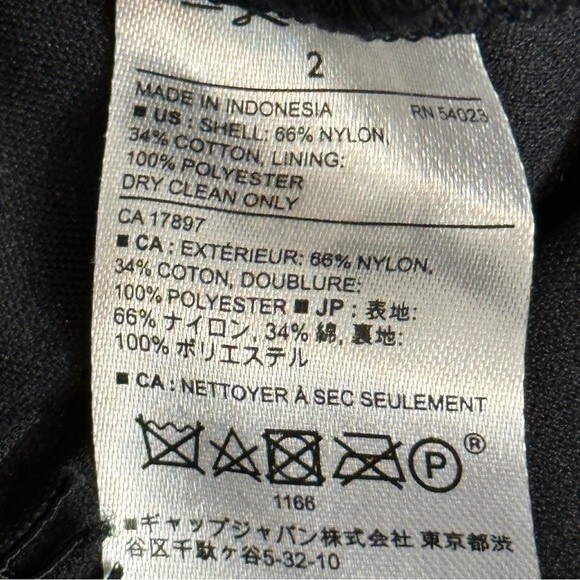 2
MADE IN INDONESIA RN 54023
■ US : SHELL: 66% NYLON,
34% COTTON, LINING:
100% POLYESTER
DRY CLEAN ONLY
CA 17897
■ CA : EXTÉRIEUR: 66% NYLON,
34% COTON, DOUBLURE:
100% POLYESTER ■ JP : 表地:
66% ナイロン, 34% 綿, 裏地:
100% ポリエステル
■ CA : NETTOYER À SEC SEULEMENT
P ®
1166
■ギャップジャパン株式会社 東京都渋
谷区千駄ヶ谷5-32-10